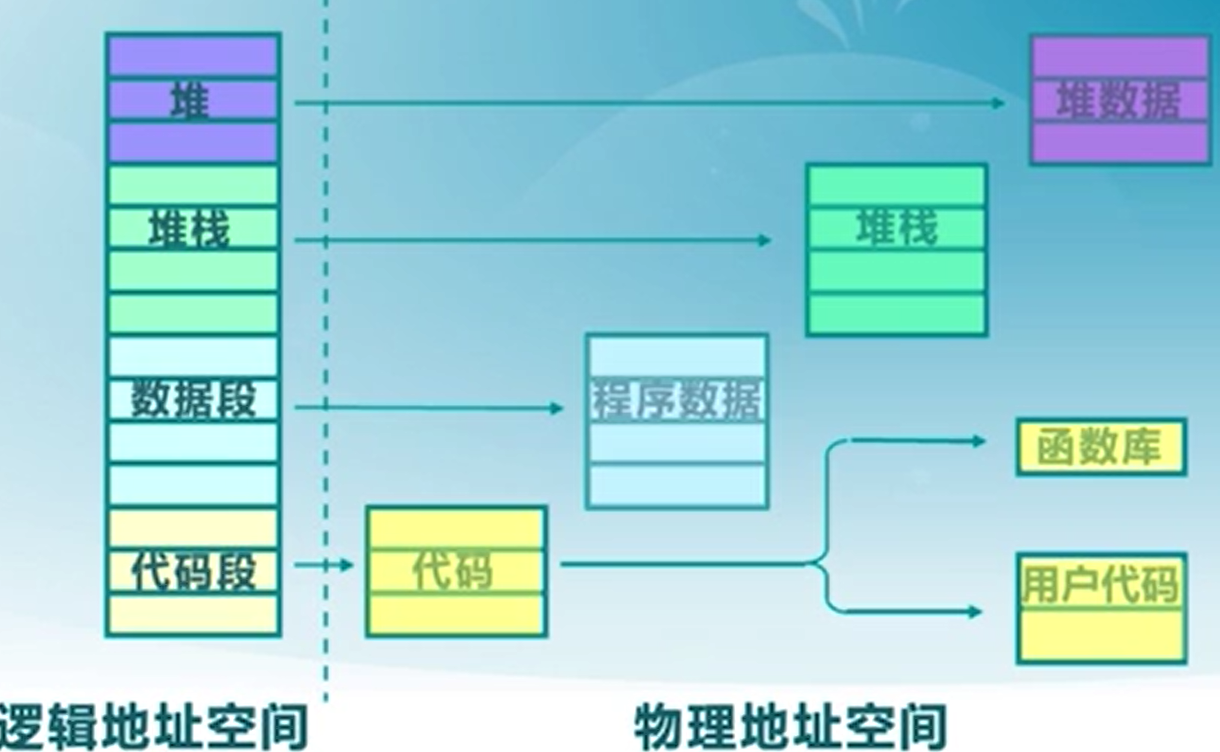 堆
堆数据
堆栈
堆栈
数据段
程序数据
函数库
代码段
代码
用户代码
逻辑地址空间
物理地址空间